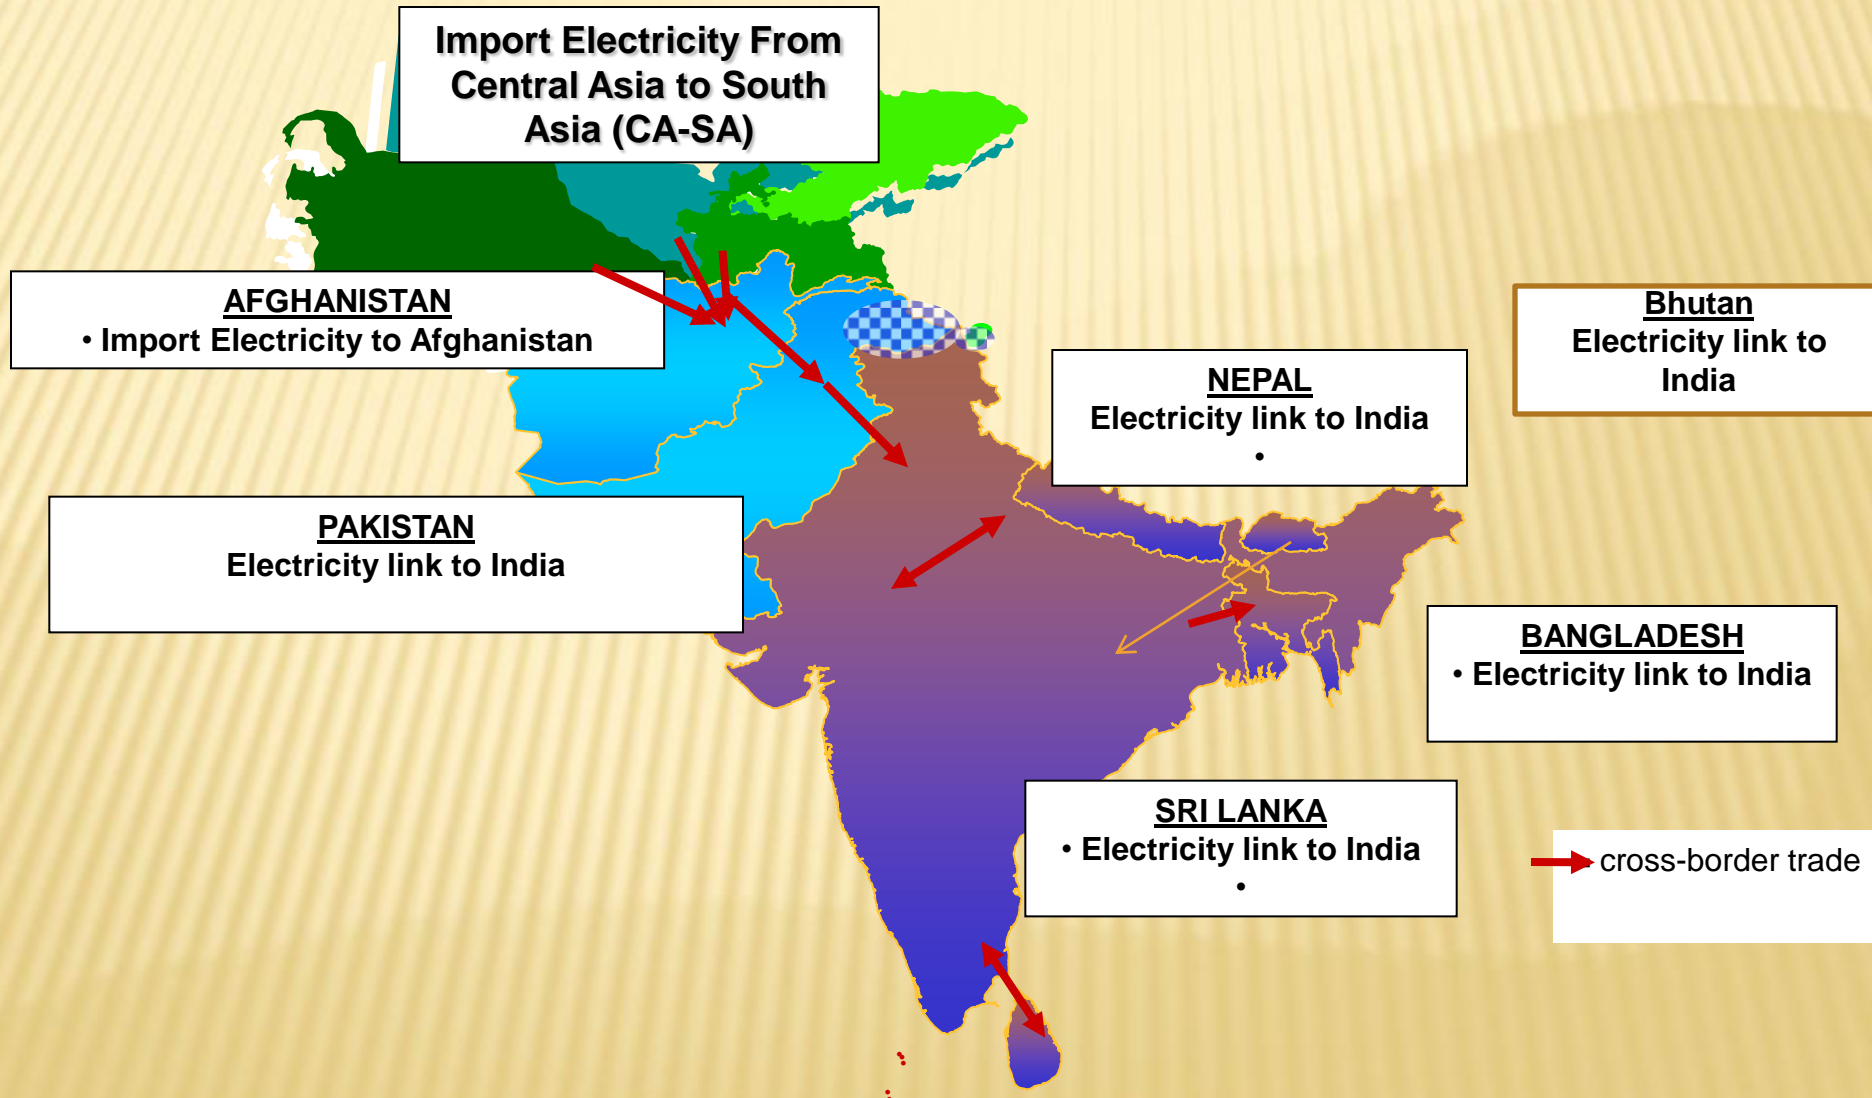 Import Electricity From
Central Asia to South
Asia (CA-SA)
AFGHANISTAN
• Import Electricity to Afghanistan
Bhutan
Electricity link to
India
NEPAL
Electricity link to India
•
PAKISTAN
Electricity link to India
BANGLADESH
• Electricity link to India
SRI LANKA
• Electricity link to India
•
cross-border trade